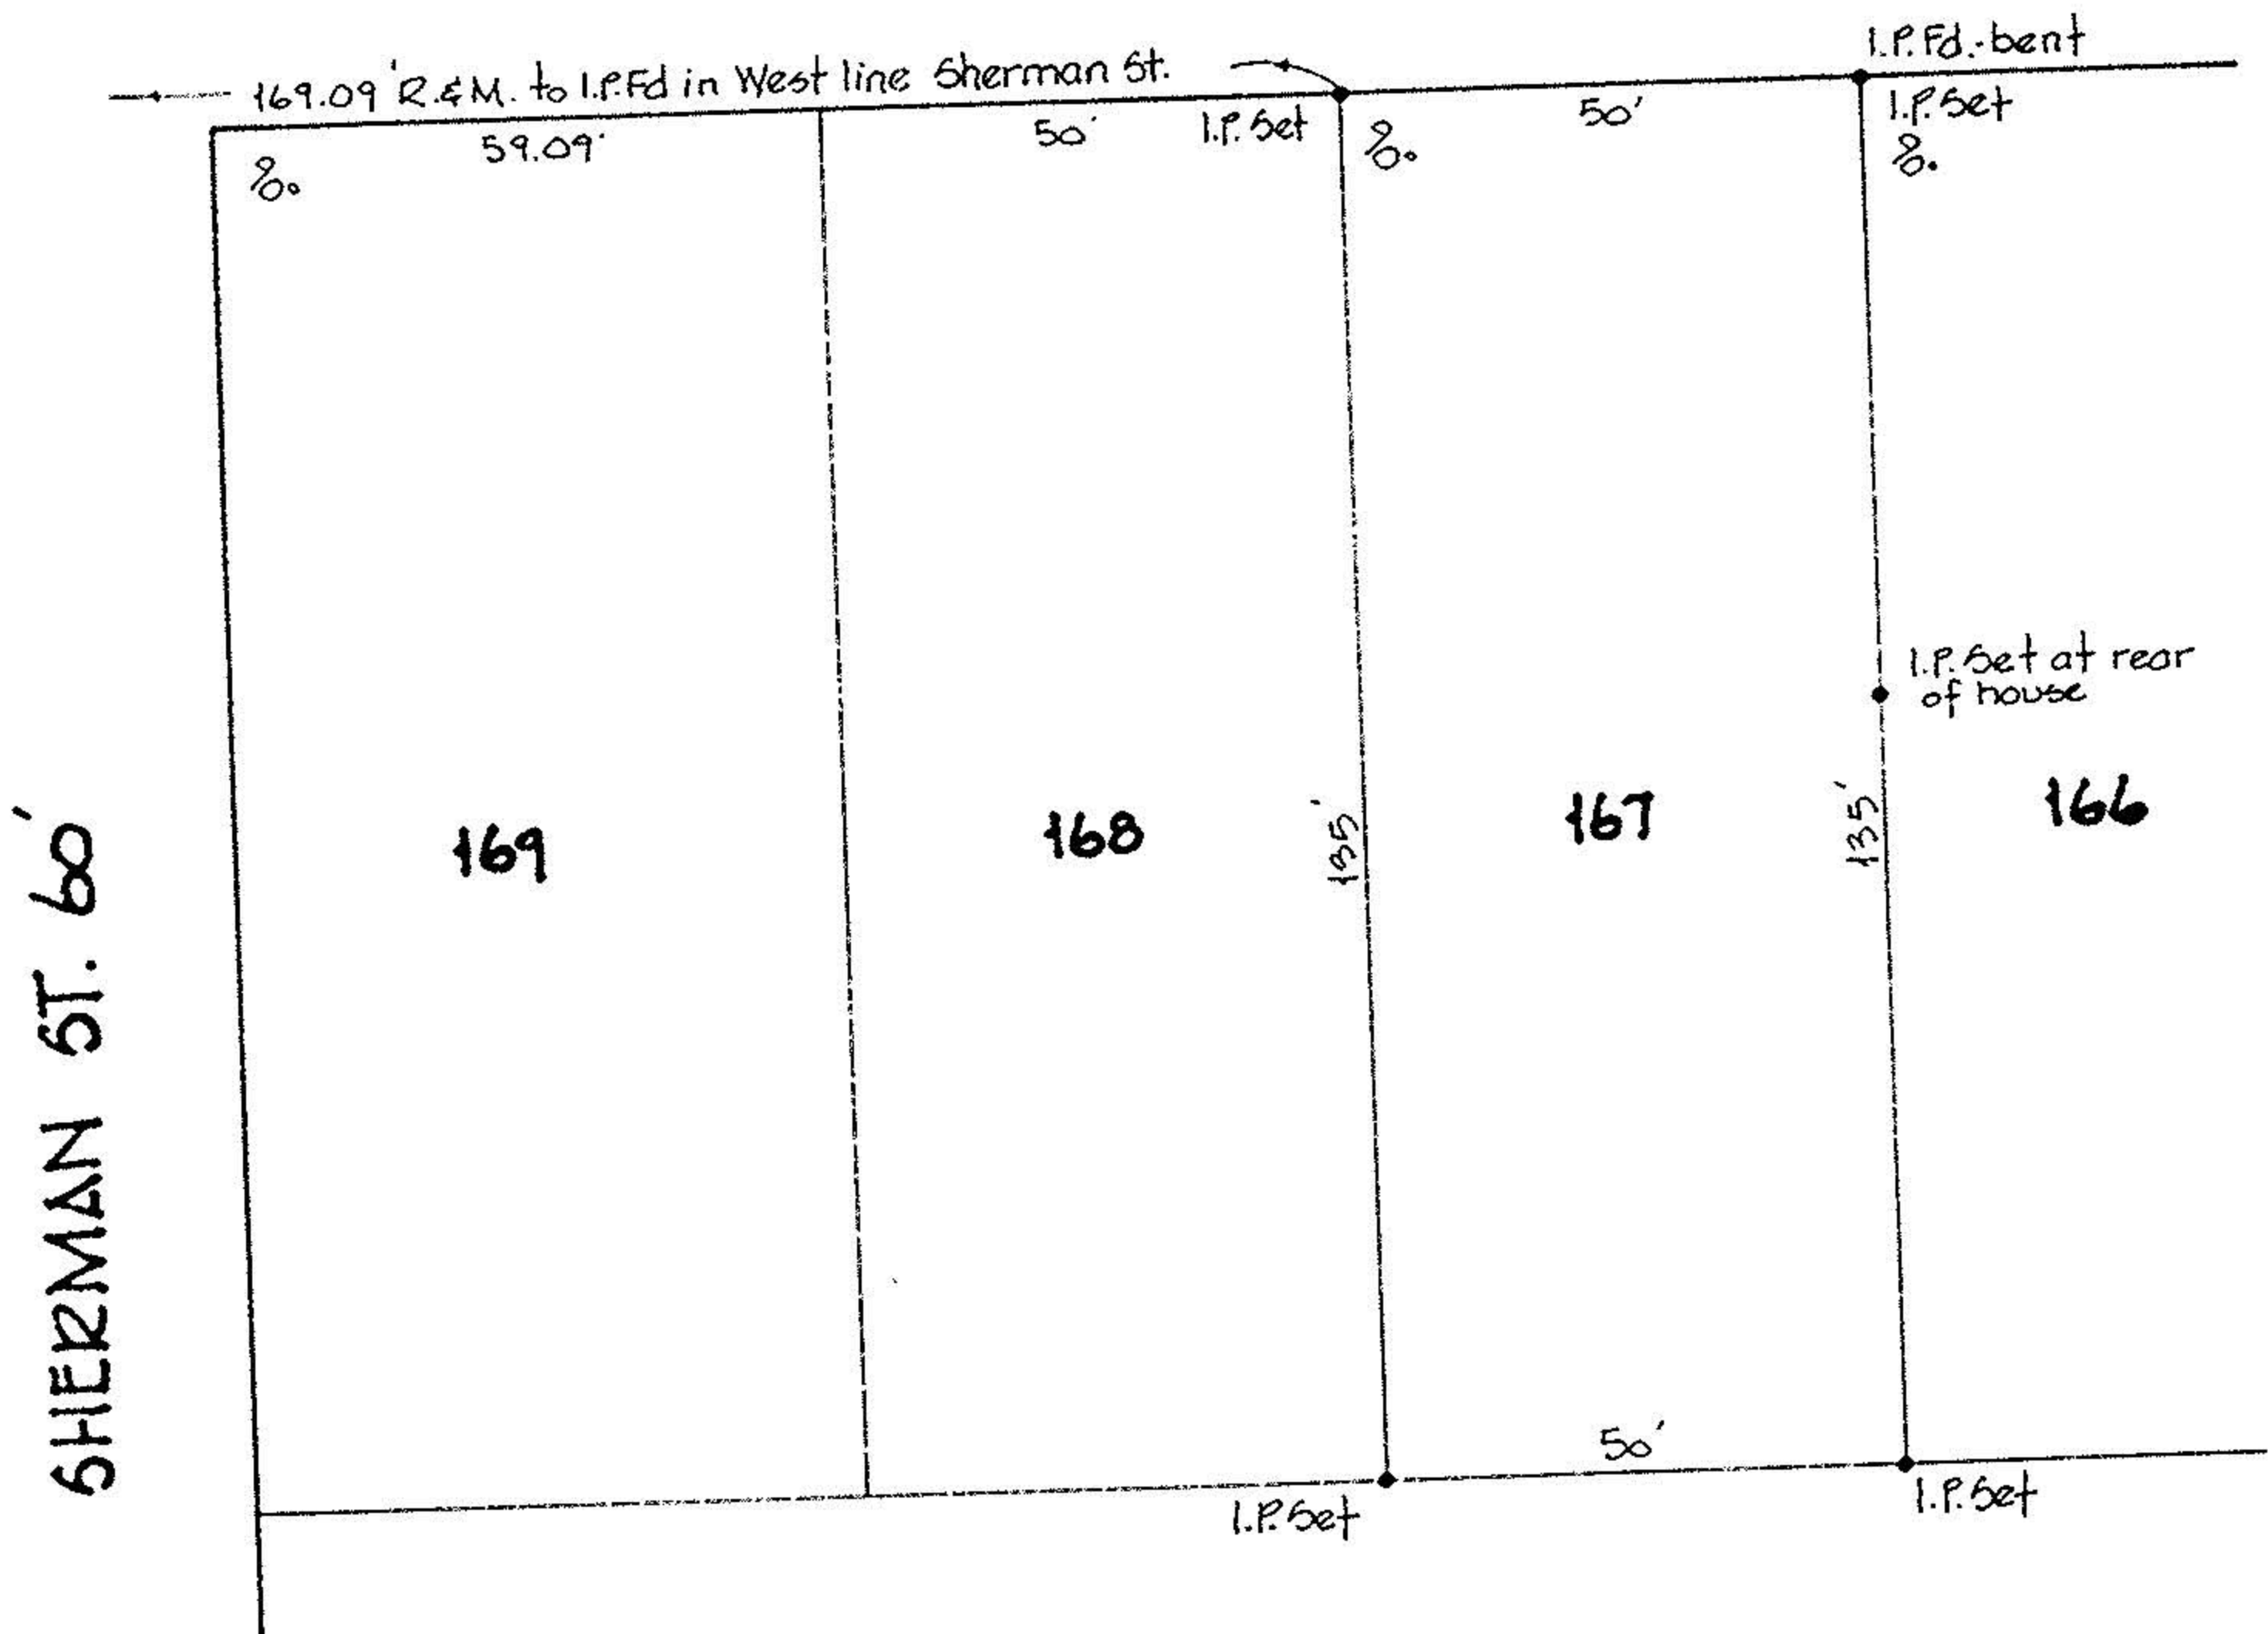 I.P. Fd.-bent
169.09' R.&M. to I.P. Fd in West line Sherman St.
I.P. Set
59.09'
50'
I.P. Set
50'
I.P. Set at rear
of house
SHERMAN ST. 60'
169
168
135'
167
135'
166
50'
I.P. Set
I.P. Set